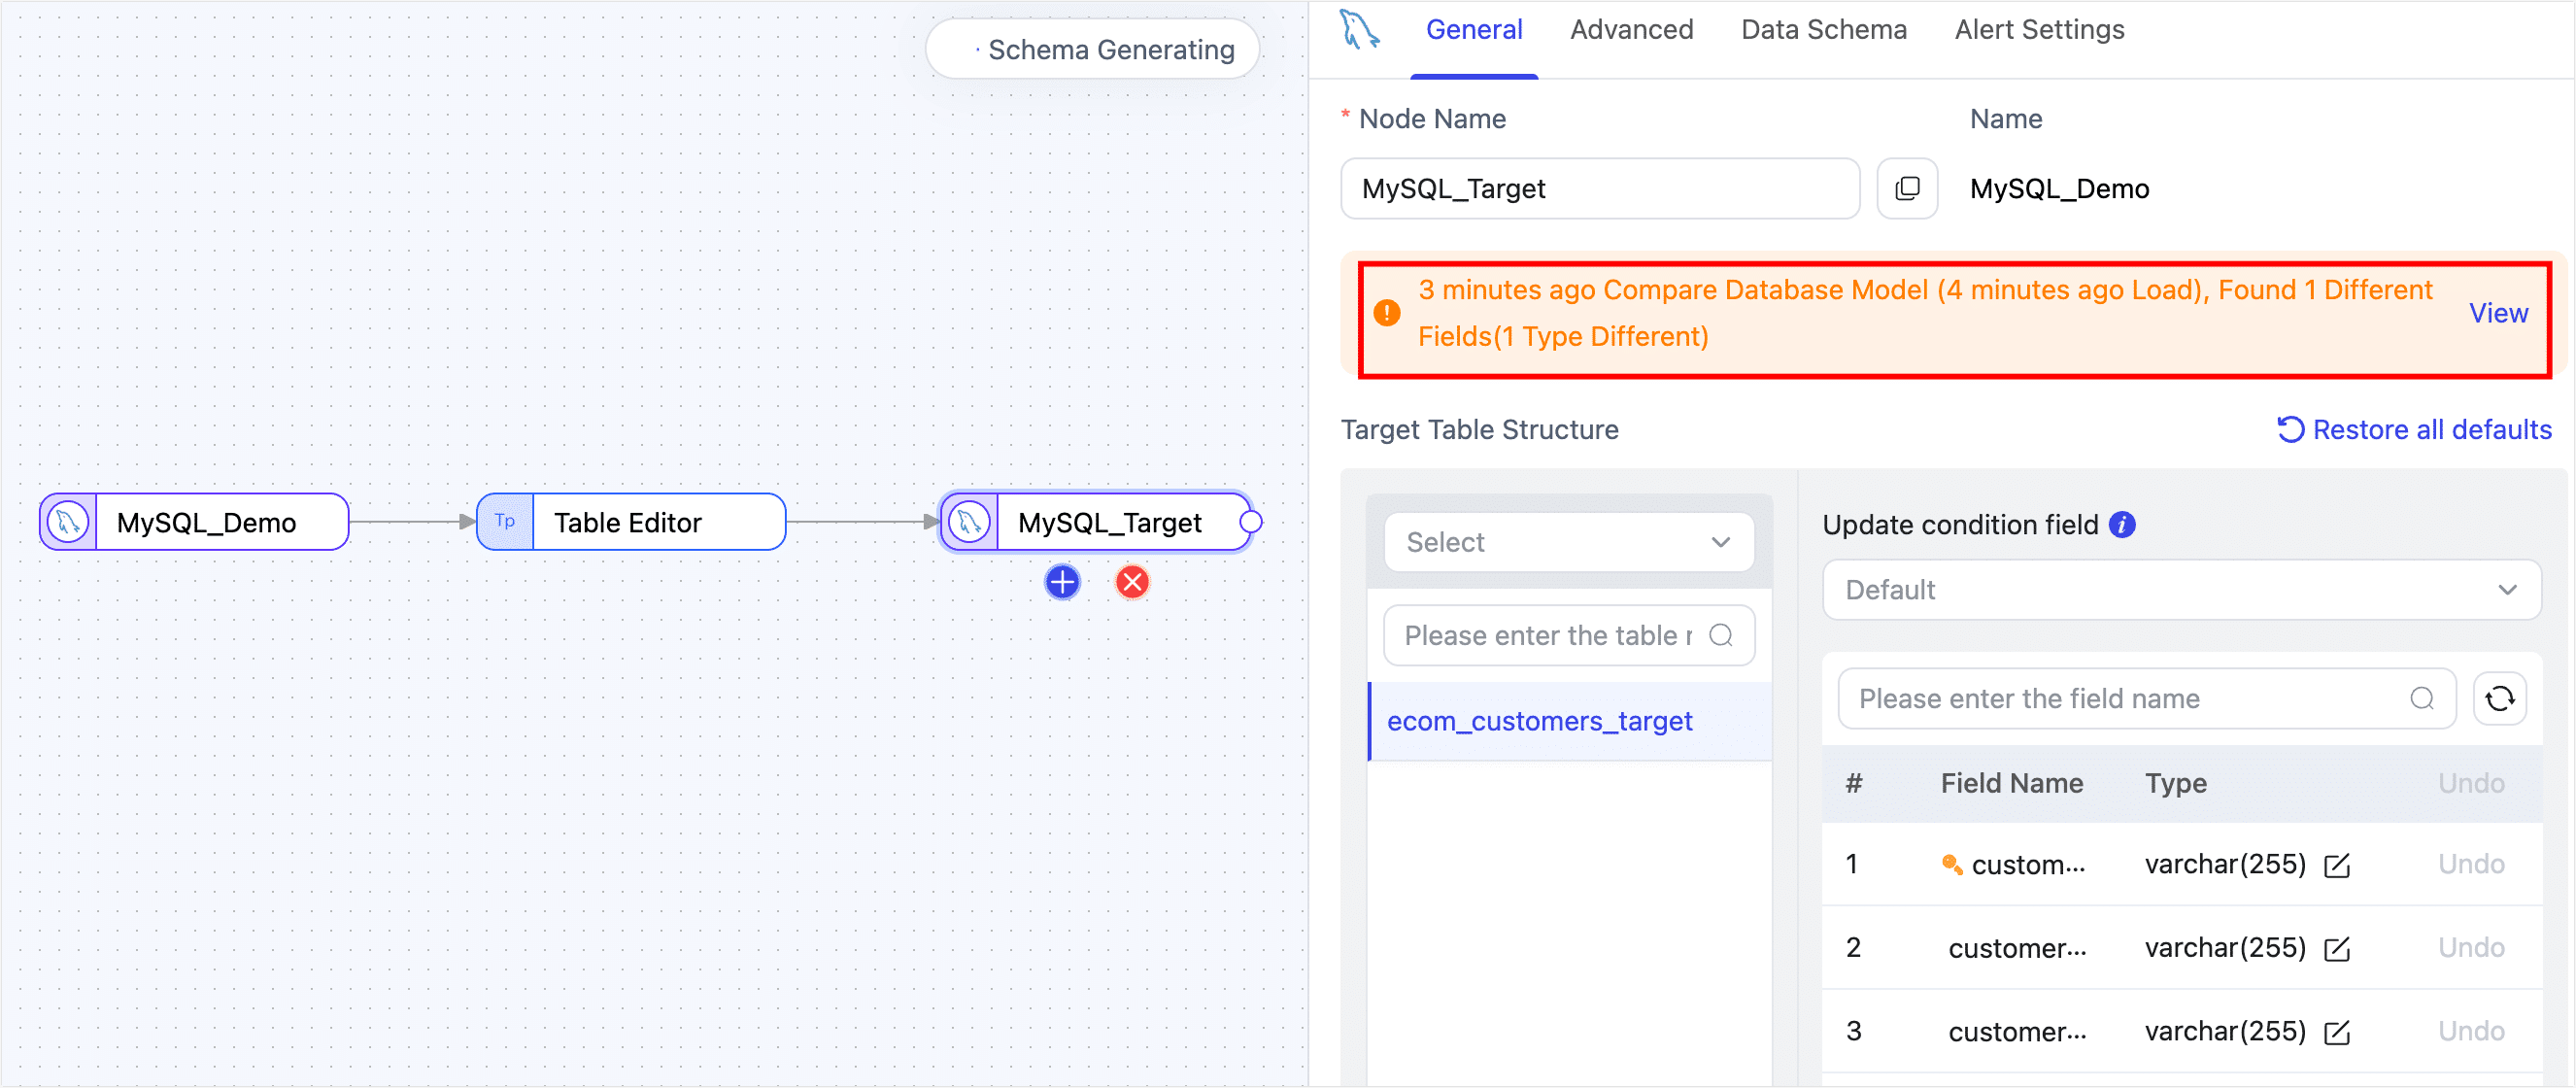 Schema Generating
General
Advanced
Data Schema
Alert Settings
* Node Name
Name
MySQL_Target
MySQL_Demo
3 minutes ago Compare Database Model (4 minutes ago Load), Found 1 Different
Fields(1 Type Different)
View
Target Table Structure
Restore all defaults
MySQL_Demo
Tp
Table Editor
MySQL_Target
Select
Please enter the table r
ecom_customers_target
Update condition field
Default
Please enter the field name
# Field Name Type Undo
1 custom... varchar(255) Undo
2 customer... varchar(255) Undo
3 customer... varchar(255) Undo